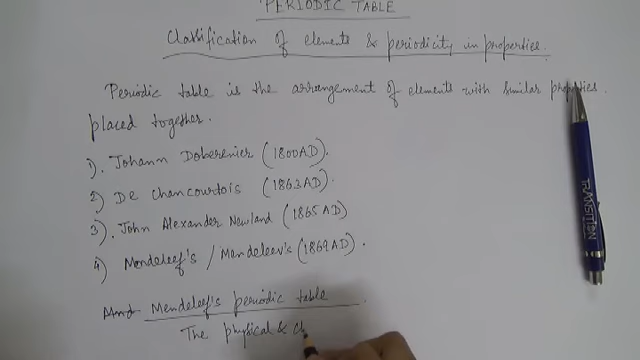 PERIODIC TABLE
Classification of elements & periodicity in properties.
Periodic table is the arrangement of elements with similar properties
placed together.
1). Johann Doberenier (1800AD).
2) De Chancourtois (1863AD).
3). John Alexander Newland (1865 AD)
4) Mendeleef's / Mendeleev's (1869 AD).
And Mendeleef's periodic table
The physical & ch
TRANSITION